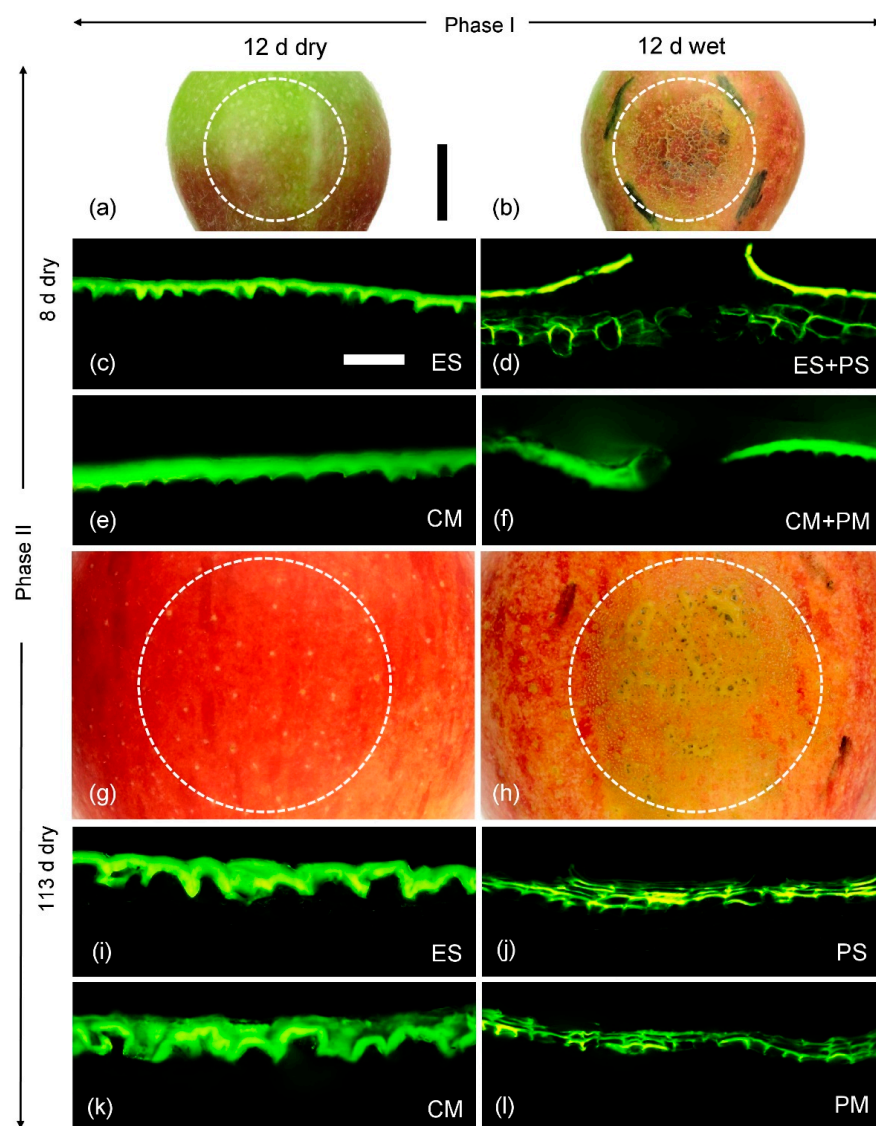 Phase I
12 d dry
12 d wet
Phase II
8 d dry
(a)
(b)
(c)
ES
(d)
ES+PS
(e)
CM
(f)
CM+PM
113 d dry
(g)
(h)
(i)
ES
(j)
PS
(k)
CM
(l)
PM